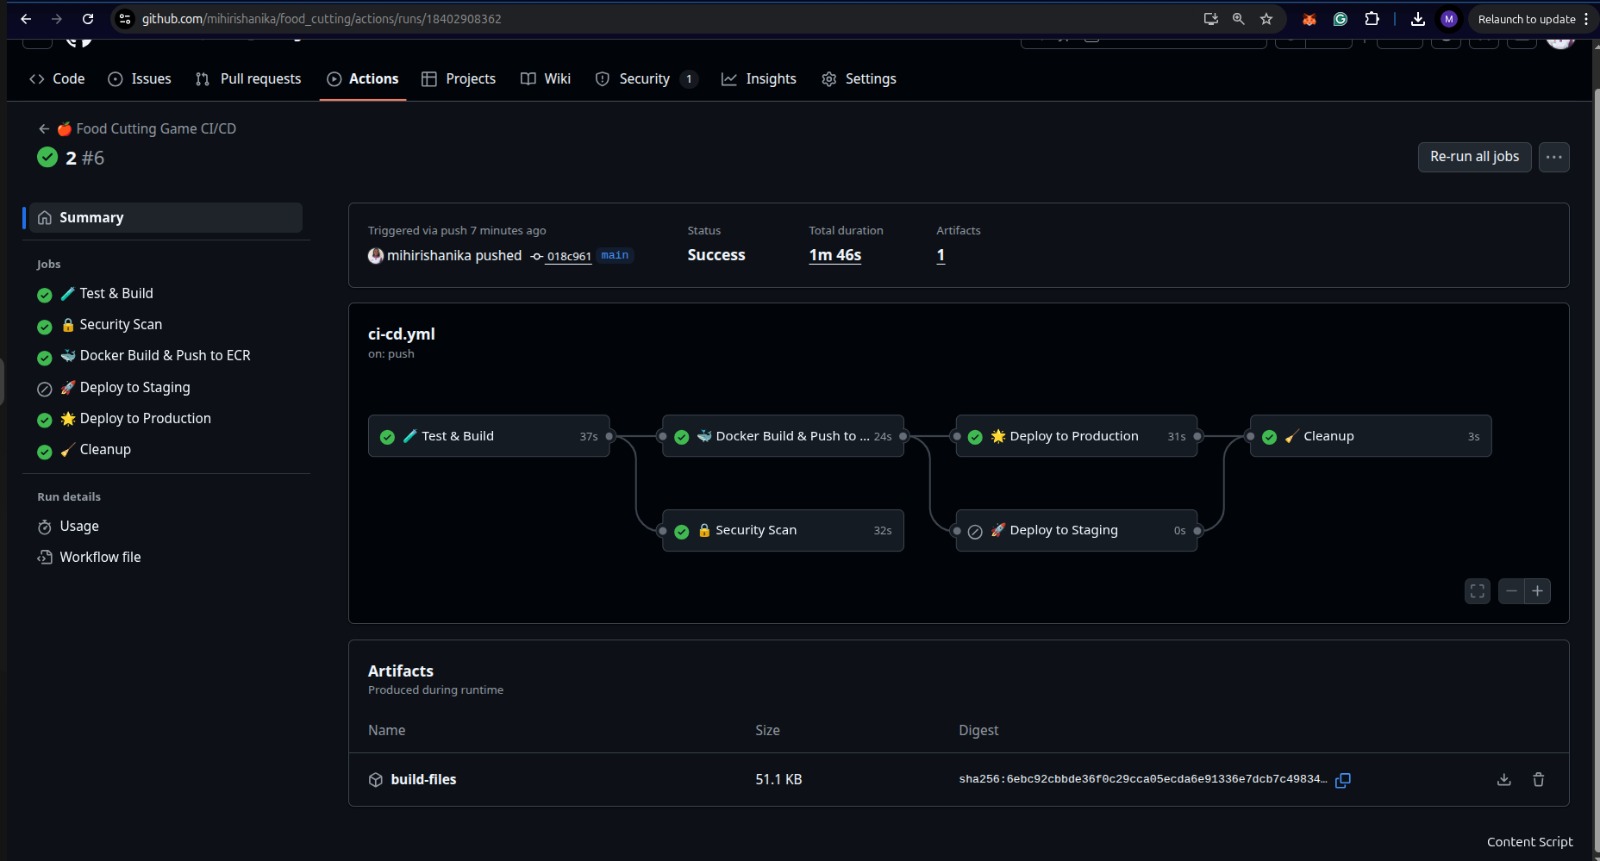 github.com/mihirishanika/food_cutting/actions/runs/18402908362
M
Relaunch to update
Code
Issues
Pull requests
Actions
Projects
Wiki
Security 1
Insights
Settings
Food Cutting Game CI/CD
2 #6
Re-run all jobs
Summary
Jobs
Test & Build
Security Scan
Docker Build & Push to ECR
Deploy to Staging
Deploy to Production
Cleanup
Run details
Usage
Workflow file
Triggered via push 7 minutes ago
mihirishanika pushed 018c961 main
Status
Success
Total duration
1m 46s
Artifacts
1
ci-cd.yml
on: push
Test & Build 37s
Docker Build & Push to ... 24s
Deploy to Production 31s
Cleanup 3s
Security Scan 32s
Deploy to Staging 0s
Artifacts
Produced during runtime
Name Size Digest
build-files 51.1 KB sha256:6ebc92cbbde36f0c29cca05ecda6e91336e7dcb7c49834…
Content Script